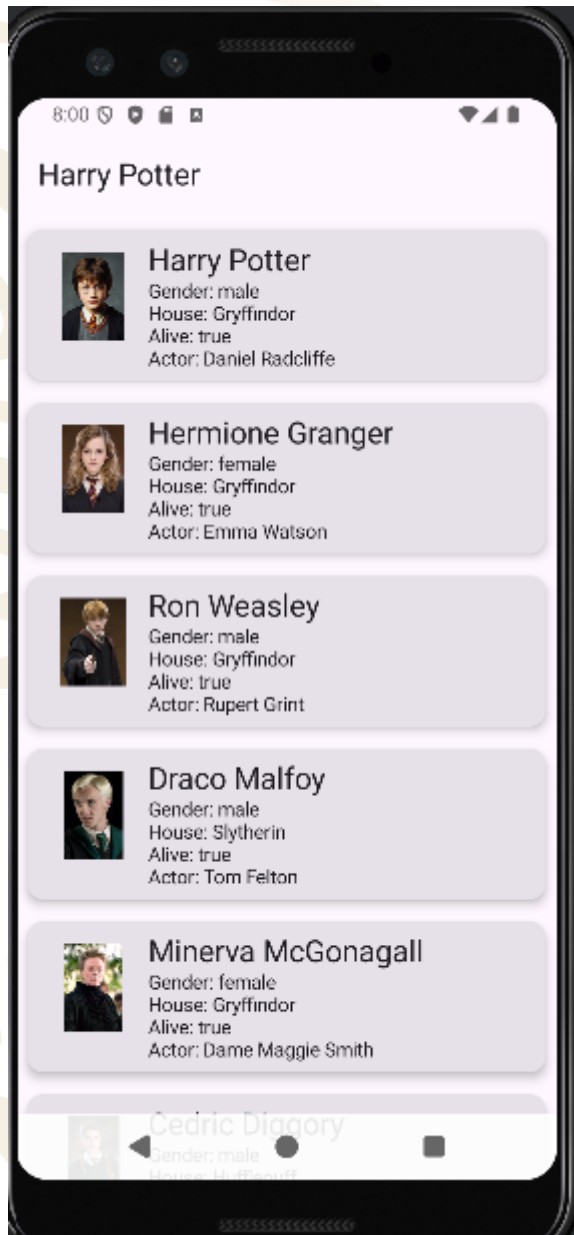 8:00
Harry Potter
Harry Potter
Gender: male
House: Gryffindor
Alive: true
Actor: Daniel Radcliffe
Hermione Granger
Gender: female
House: Gryffindor
Alive: true
Actor: Emma Watson
Ron Weasley
Gender: male
House: Gryffindor
Alive: true
Actor: Rupert Grint
Draco Malfoy
Gender: male
House: Slytherin
Alive: true
Actor: Tom Felton
Minerva McGonagall
Gender: female
House: Gryffindor
Alive: true
Actor: Dame Maggie Smith
Cedric Diggory
Gender: male
House: Hufflepuff